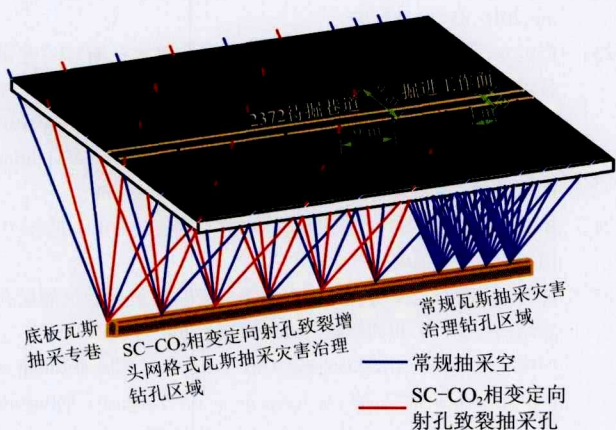 2372待掘巷道
掘进工作面
底板瓦斯
抽采专巷
SC-CO₂相变定向射孔致裂增
头网格式瓦斯抽采灾害治理
钻孔区域
常规瓦斯抽采灾害
治理钻孔区域
常规抽采空
SC-CO₂相变定向
射孔致裂抽采孔